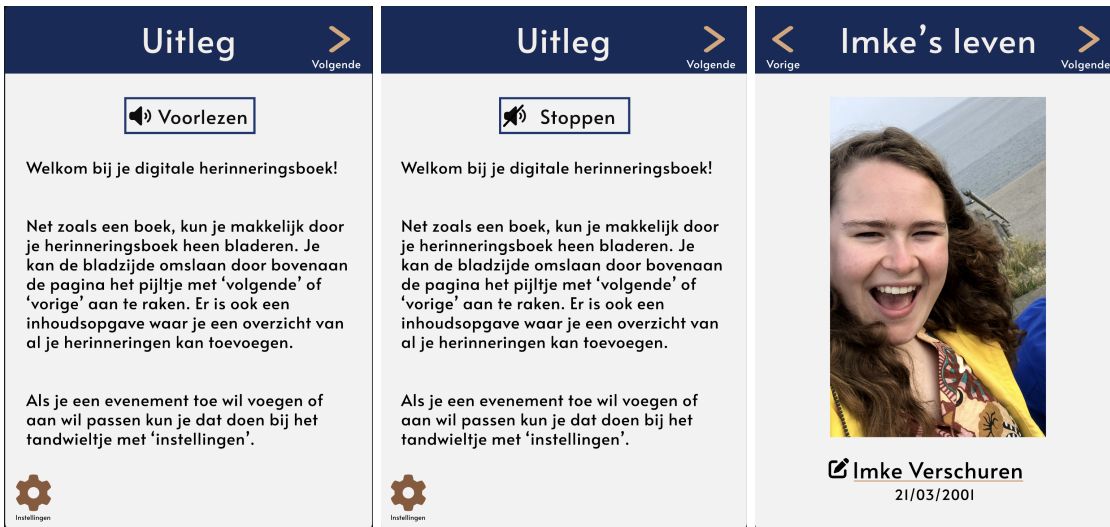 Uitleg
Volgende
Voorlezen
Welkom bij je digitale herinneringsboek!
Net zoals een boek, kun je makkelijk door
je herinneringsboek heen bladeren. Je
kan de bladzijde omslaan door bovenaan
de pagina het pijltje met ‘volgende’ of
‘vorige’ aan te raken. Er is ook een
inhoudsopgave waar je een overzicht van
al je herinneringen kan toevoegen.
Als je een evenement toe wil voegen of
aan wil passen kun je dat doen bij het
tandwieltje met ‘instellingen’.
Instellingen
Uitleg
Volgende
Stoppen
Welkom bij je digitale herinneringsboek!
Net zoals een boek, kun je makkelijk door
je herinneringsboek heen bladeren. Je
kan de bladzijde omslaan door bovenaan
de pagina het pijltje met ‘volgende’ of
‘vorige’ aan te raken. Er is ook een
inhoudsopgave waar je een overzicht van
al je herinneringen kan toevoegen.
Als je een evenement toe wil voegen of
aan wil passen kun je dat doen bij het
tandwieltje met ‘instellingen’.
Instellingen
Imke’s leven
Vorige
Volgende
Imke Verschuren
21/03/2001